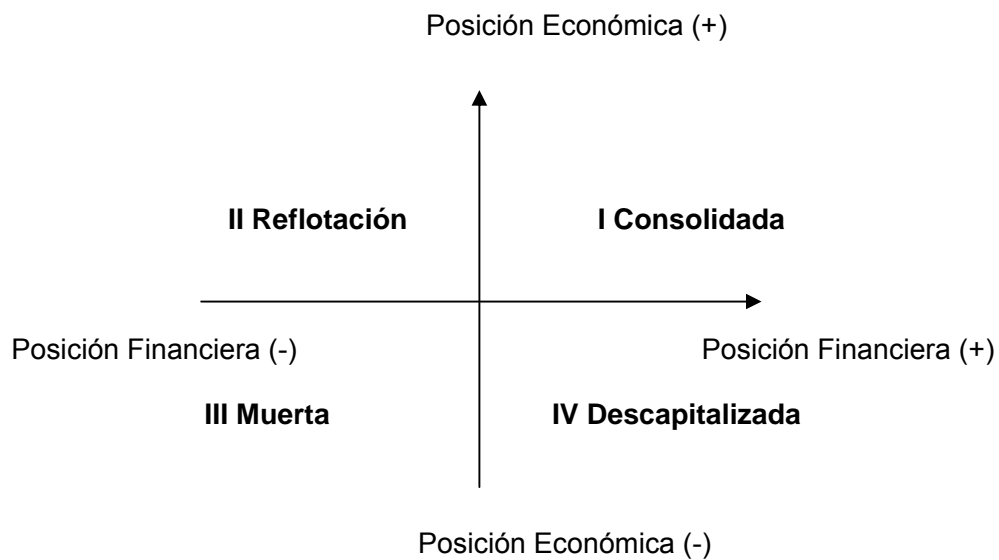 Posición Económica (+)
II Reflotación
I Consolidada
Posición Financiera (-)
Posición Financiera (+)
III Muerta
IV Descapitalizada
Posición Económica (-)